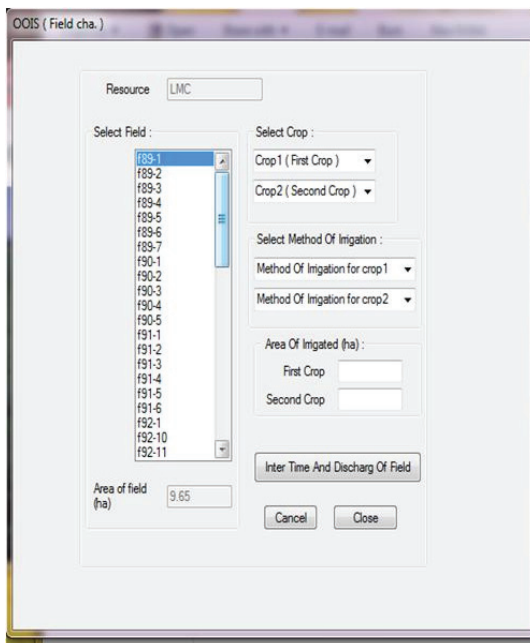 OOIS ( Field cha. )
Resource LMC
Select Field :
f89-1
f89-2
f89-3
f89-4
f89-5
f89-6
f89-7
f90-1
f90-2
f90-3
f90-4
f90-5
f91-1
f91-2
f91-3
f91-4
f91-5
f91-6
f92-1
f92-10
f92-11
Area of field
(ha)
9.65
Select Crop :
Crop1 ( First Crop )
Crop2 ( Second Crop )
Select Method Of Irrigation :
Method Of Irrigation for crop1
Method Of Irrigation for crop2
Area Of Irrigated (ha) :
First Crop
Second Crop
Inter Time And Discharg Of Field
Cancel Close